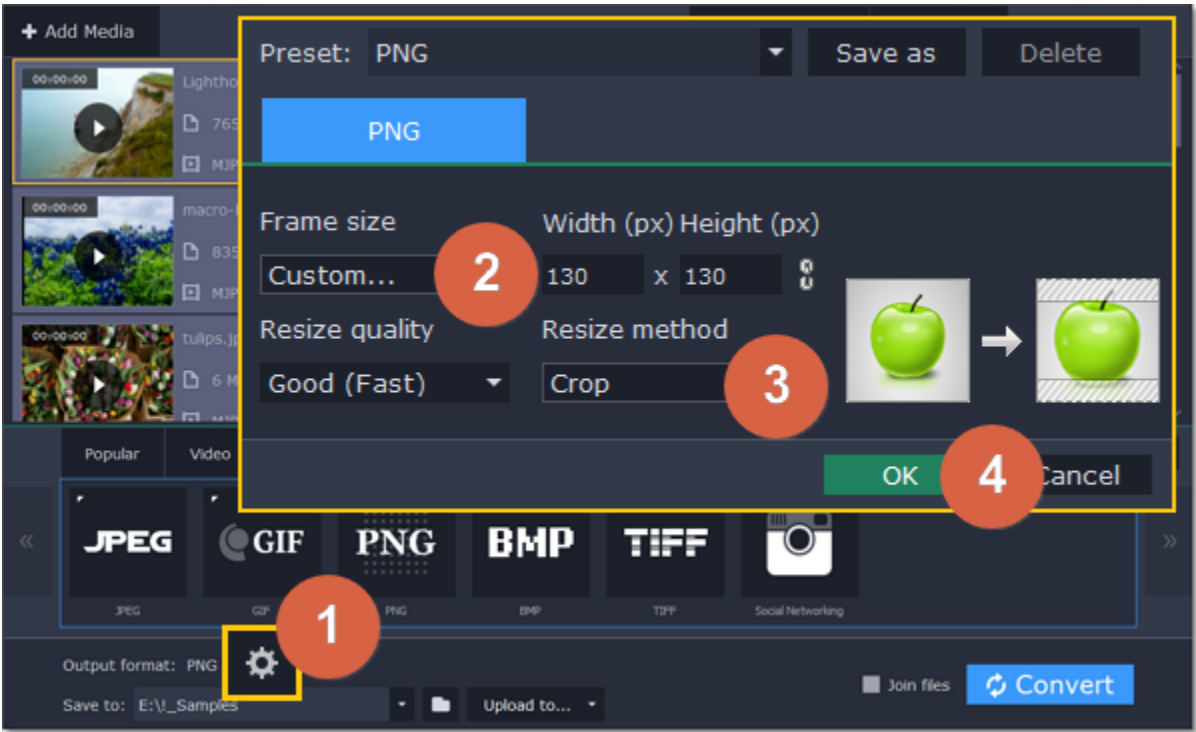 + Add Media
Preset: PNG
Save as
Delete
PNG
00:00:00
Lightho
765
MJP
00:00:00
macro-
835
MJP
00:00:00
tulips.jp
6 M
Frame size
Width (px) Height (px)
Custom...
2
130 x 130
Resize quality
Resize method
Good (Fast)
Crop
3
OK
4
Cancel
Popular
Video
« 
JPEG
GIF
PNG
BMP
TIFF
»
JPEG
GIF
PNG
BMP
TIFF
Social Networking
1
Output format: PNG
Save to: E:\!_Samples
Upload to...
Join files
Convert